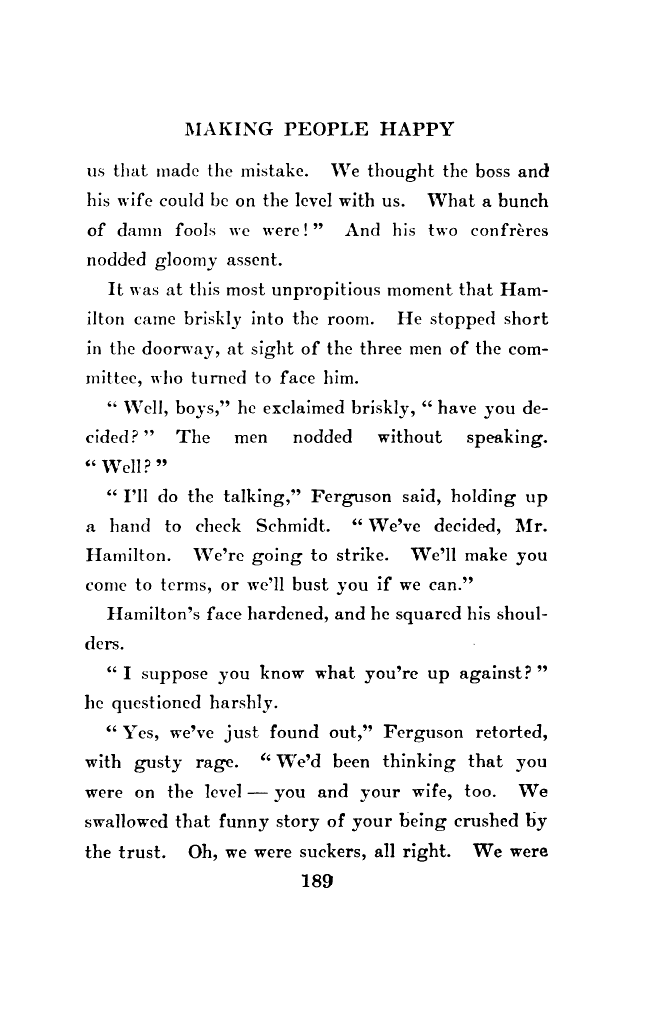 MAKING PEOPLE HAPPY
us that made the mistake. We thought the boss and
his wife could be on the level with us. What a bunch
of damn fools we were!” And his two confrères
nodded gloomy assent.
It was at this most unpropitious moment that Ham-
ilton came briskly into the room. He stopped short
in the doorway, at sight of the three men of the com-
mittee, who turned to face him.
“ Well, boys,” he exclaimed briskly, “ have you de-
cided? ” The men nodded without speaking.
“ Well? ”
“ I’ll do the talking,” Ferguson said, holding up
a hand to check Schmidt. “ We’ve decided, Mr.
Hamilton. We’re going to strike. We’ll make you
come to terms, or we’ll bust you if we can.”
Hamilton’s face hardened, and he squared his shoul-
ders.
“ I suppose you know what you’re up against? ”
he questioned harshly.
“ Yes, we’ve just found out,” Ferguson retorted,
with gusty rage. “ We’d been thinking that you
were on the level — you and your wife, too. We
swallowed that funny story of your being crushed by
the trust. Oh, we were suckers, all right. We were
189